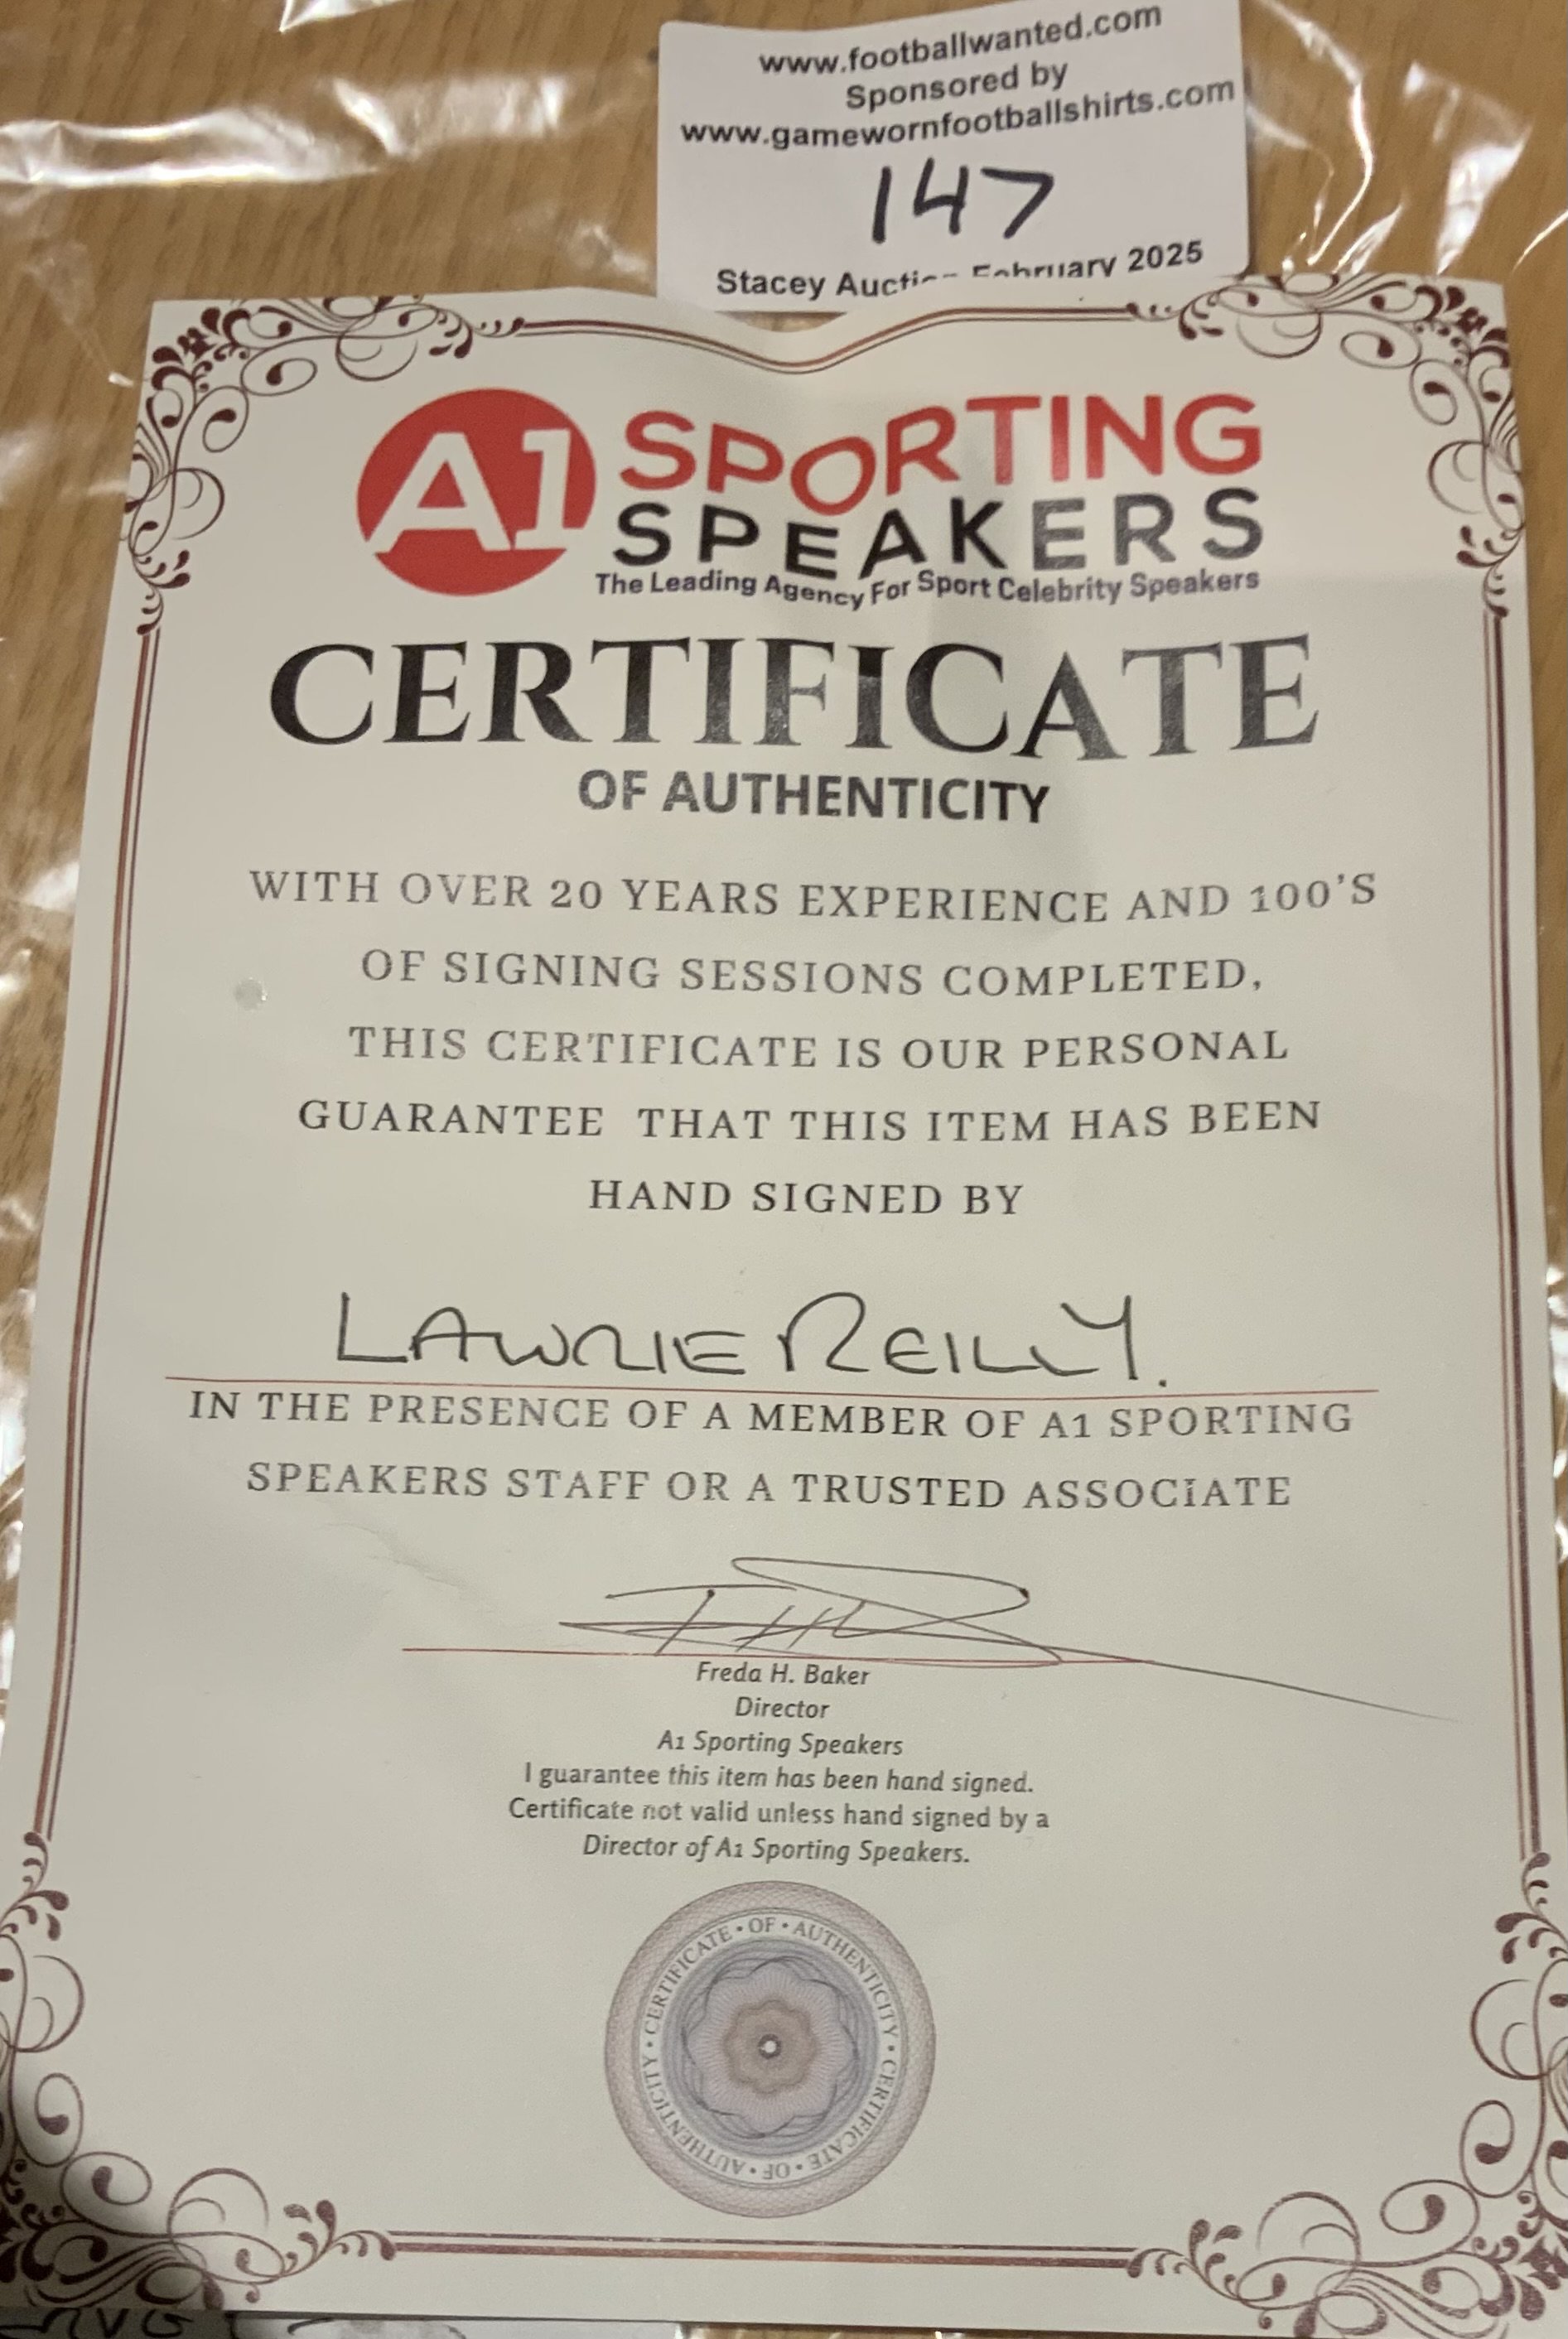 www.footballwanted.com
Sponsored by
www.gamewornfootballshirts.com
147
Stacey Auction February 2025
A1 SPORTING
SPEAKERS
The Leading Agency For Sport Celebrity Speakers
CERTIFICATE
OF AUTHENTICITY
WITH OVER 20 YEARS EXPERIENCE AND 100'S
OF SIGNING SESSIONS COMPLETED,
THIS CERTIFICATE IS OUR PERSONAL
GUARANTEE THAT THIS ITEM HAS BEEN
HAND SIGNED BY
LAWRIE REILLY.
IN THE PRESENCE OF A MEMBER OF A1 SPORTING
SPEAKERS STAFF OR A TRUSTED ASSOCIATE
Freda H. Baker
Director
A1 Sporting Speakers
I guarantee this item has been hand signed.
Certificate not valid unless hand signed by a
Director of A1 Sporting Speakers.
CERTIFICATE • OF • AUTHENTICITY • CERTIFICATE • OF • AUTHENTICITY •